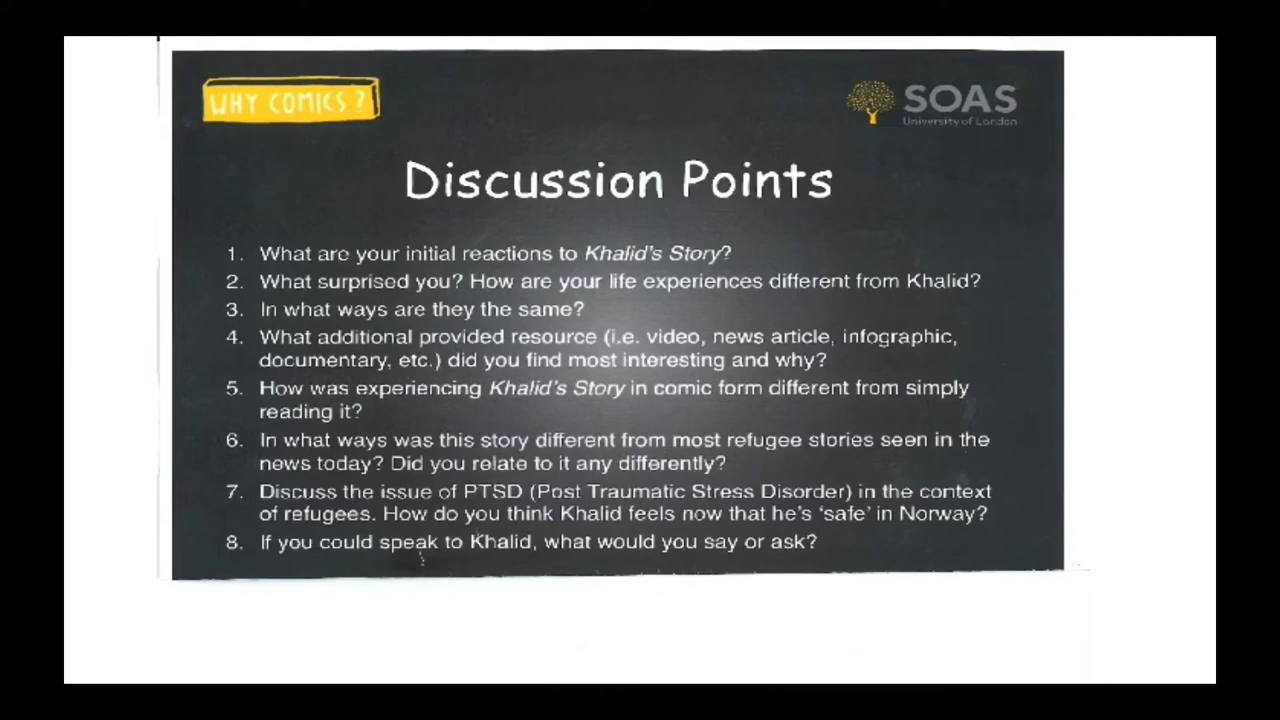 WHY COMICS?
SOAS
University of London
Discussion Points
1. What are your initial reactions to Khalid's Story?
2. What surprised you? How are your life experiences different from Khalid?
3. In what ways are they the same?
4. What additional provided resource (i.e. video, news article, infographic,
documentary, etc.) did you find most interesting and why?
5. How was experiencing Khalid's Story in comic form different from simply
reading it?
6. In what ways was this story different from most refugee stories seen in the
news today? Did you relate to it any differently?
7. Discuss the issue of PTSD (Post Traumatic Stress Disorder) in the context
of refugees. How do you think Khalid feels now that he's 'safe' in Norway?
8. If you could speak to Khalid, what would you say or ask?